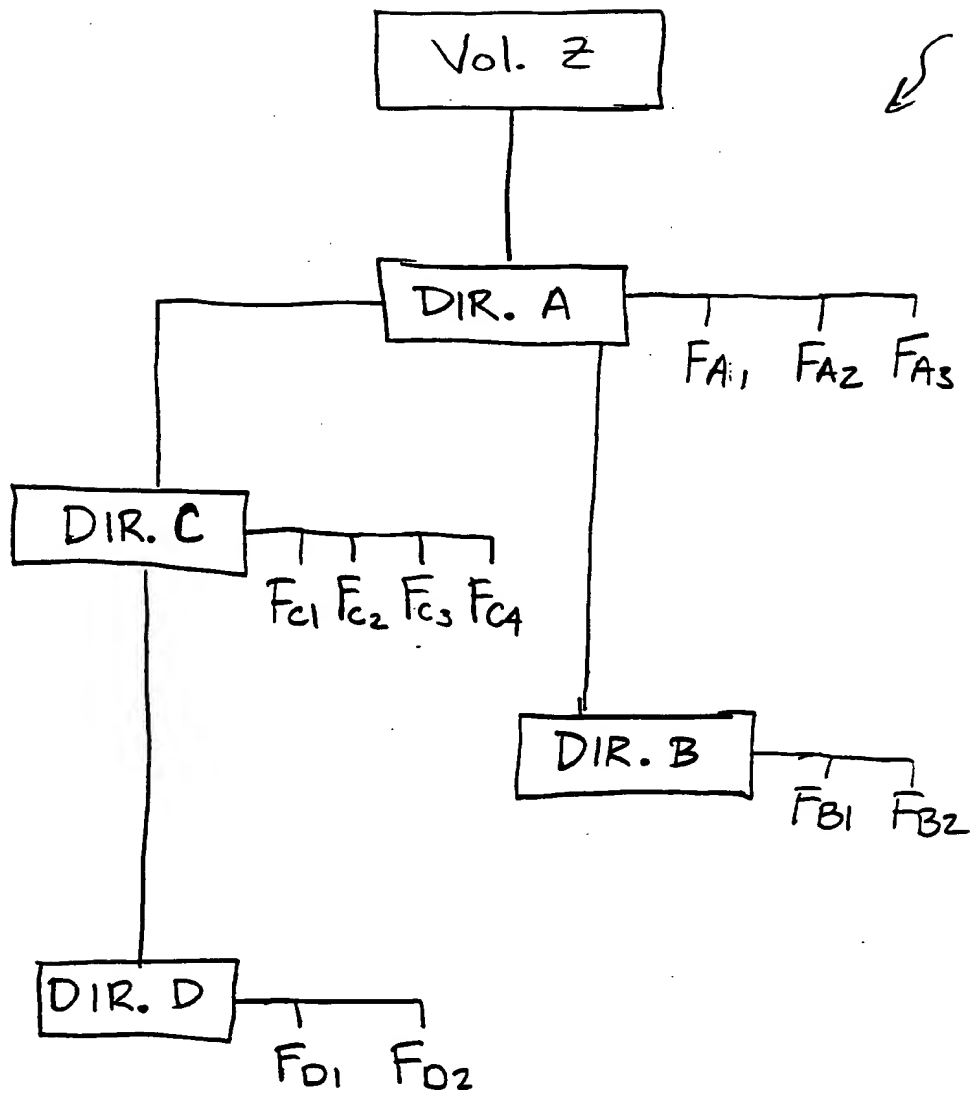 Vol. Z
DIR. A
FA1 FA2 FA3
DIR. C
FC1 FC2 FC3 FC4
DIR. B
FB1 FB2
DIR. D
FD1 FD2